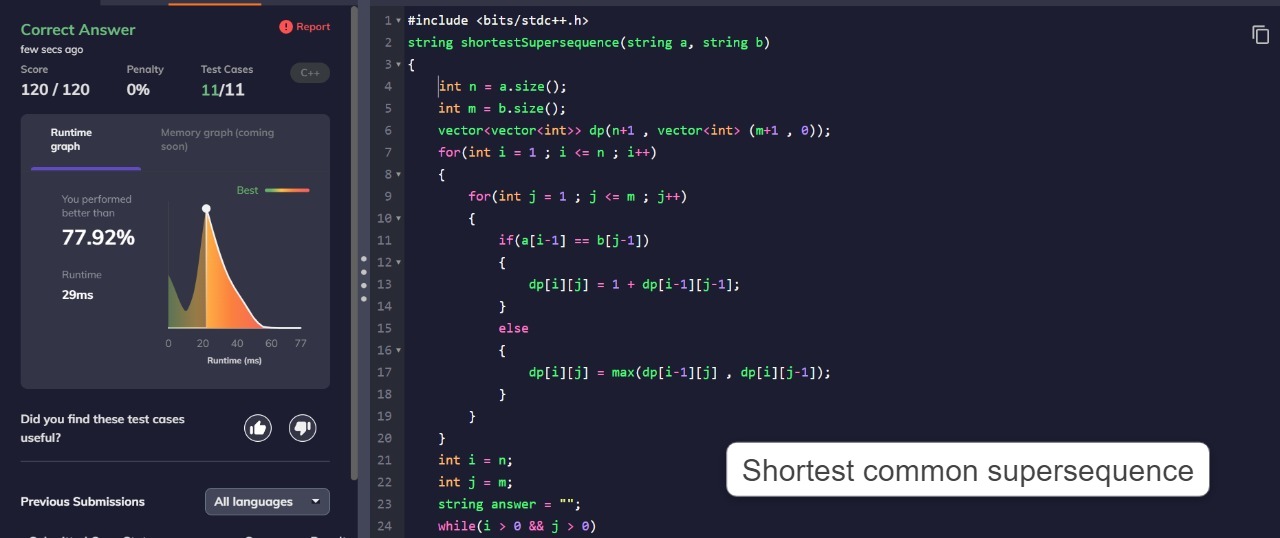 Correct Answer
Report
few secs ago
Score
Penalty
Test Cases
C++
120 / 120
0%
11/11
Runtime
graph
Memory graph (coming
soon)
Best
You performed
better than
77.92%
Runtime
29ms
0 20 40 60 77
Runtime (ms)
Did you find these test cases
useful?
Previous Submissions
All languages
1 #include <bits/stdc++.h>
2 string shortestSupersequence(string a, string b)
3 {
4     int n = a.size();
5     int m = b.size();
6     vector<vector<int>> dp(n+1 , vector<int> (m+1 , 0));
7     for(int i = 1 ; i <= n ; i++)
8     {
9         for(int j = 1 ; j <= m ; j++)
10         {
11             if(a[i-1] == b[j-1])
12             {
13                 dp[i][j] = 1 + dp[i-1][j-1];
14             }
15             else
16             {
17                 dp[i][j] = max(dp[i-1][j] , dp[i][j-1]);
18             }
19         }
20     }
21     int i = n;
22     int j = m;
23     string answer = "";
24     while(i > 0 && j > 0)
Shortest common supersequence